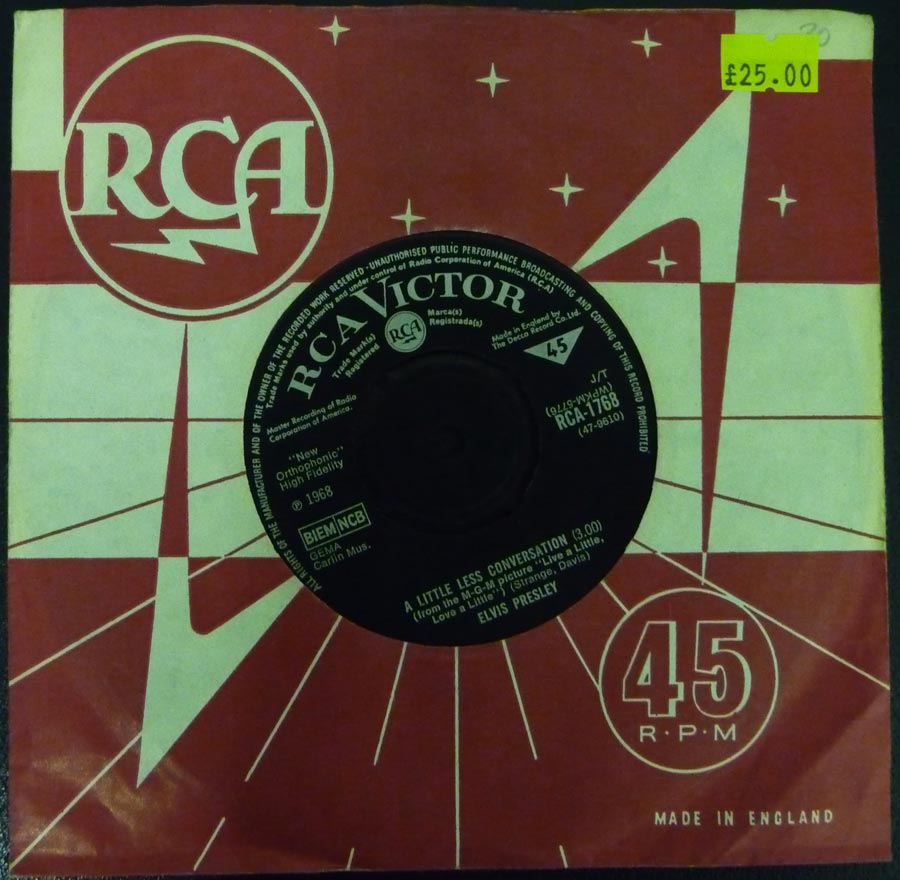 £25.00
RCA
ALL RIGHTS OF THE MANUFACTURER AND OF THE OWNER OF THE RECORDED WORK RESERVED - UNAUTHORISED PUBLIC PERFORMANCE BROADCASTING AND COPYING OF THIS RECORD PROHIBITED
Trade Marks used by authority and under control of Radio Corporation of America (R.C.A)
RCA VICTOR
Trade Mark(s)
Registered
RCA
Marca(s)
Registrada(s)
Made in England by
The Decca Record Co. Ltd.
45
Master Recording of Radio
Corporation of America.
"New
Orthophonic"
High Fidelity
℗ 1968
BIEM NCB
GEMA
Carlin Mus.
J/T
(WPKM-5776)
RCA-1768
(47-9610)
A LITTLE LESS CONVERSATION (3.00)
(from the M-G-M picture "Live a Little,
Love a Little") (Strange, Davis)
ELVIS PRESLEY
45
R·P·M
MADE IN ENGLAND